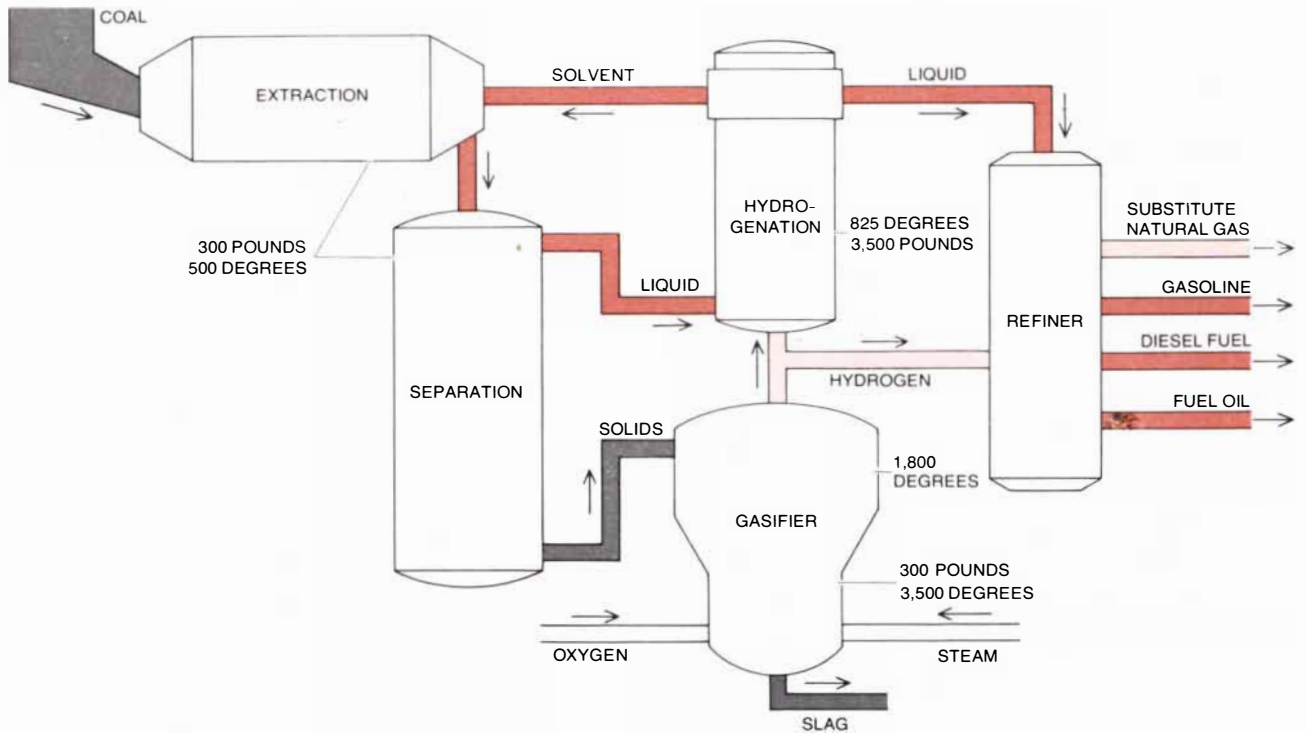 COAL
EXTRACTION
SOLVENT
LIQUID
HYDRO-
GENATION
825 DEGREES
3,500 POUNDS
300 POUNDS
500 DEGREES
LIQUID
SUBSTITUTE
NATURAL GAS
GASOLINE
REFINER
DIESEL FUEL
HYDROGEN
FUEL OIL
SEPARATION
SOLIDS
1,800
DEGREES
GASIFIER
300 POUNDS
3,500 DEGREES
OXYGEN
STEAM
SLAG